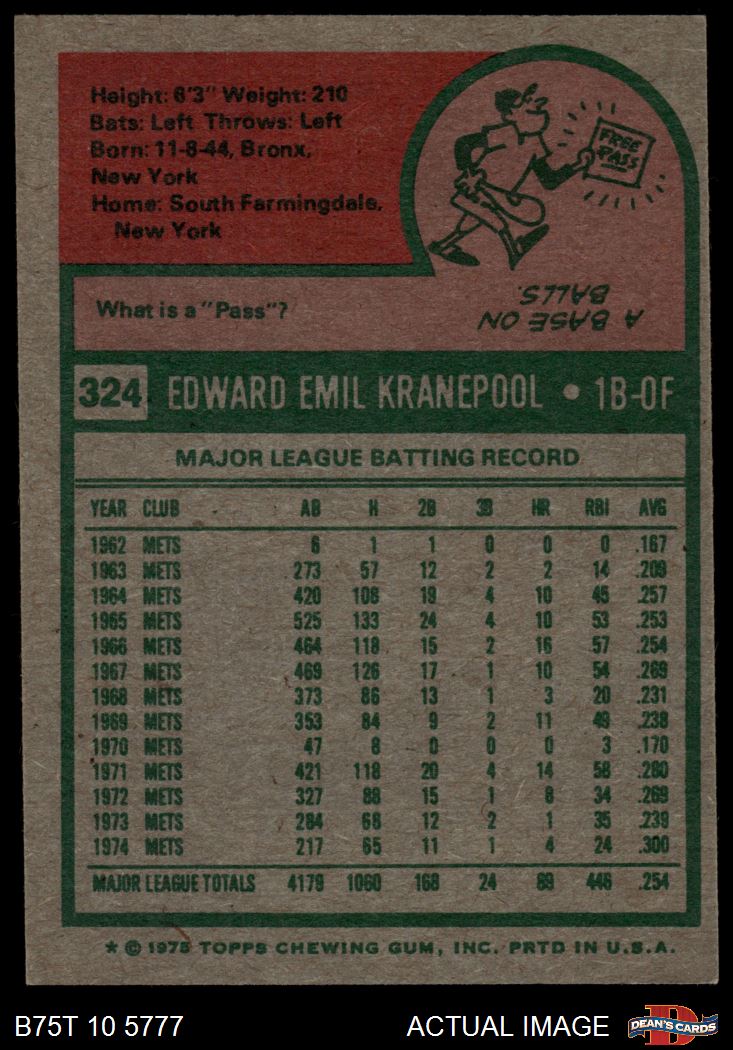 Height: 6'3" Weight: 210
Bats: Left Throws: Left
Born: 11-8-44, Bronx,
New York
Home: South Farmingdale,
New York
FREE
PASS
What is a "Pass"?
A BASE ON
BALLS.
324 EDWARD EMIL KRANEPOOL • 1B-OF
MAJOR LEAGUE BATTING RECORD
YEAR CLUB AB H 2B 3B HR RBI AVG
1962 METS 6 1 1 0 0 0 .167
1963 METS 273 57 12 2 2 14 .209
1964 METS 420 108 19 4 10 45 .257
1965 METS 525 133 24 4 10 53 .253
1966 METS 464 118 15 2 16 57 .254
1967 METS 469 126 17 1 10 54 .269
1968 METS 373 86 13 1 3 20 .231
1969 METS 353 84 9 2 11 49 .238
1970 METS 47 8 0 0 0 3 .170
1971 METS 421 118 20 4 14 58 .280
1972 METS 327 88 15 1 8 34 .269
1973 METS 284 68 12 2 1 35 .239
1974 METS 217 65 11 1 4 24 .300
MAJOR LEAGUE TOTALS 4179 1060 168 24 89 446 .254
* © 1975 TOPPS CHEWING GUM, INC. PRTD IN U.S.A.
B75T 10 5777 ACTUAL IMAGE DEAN'S CARDS